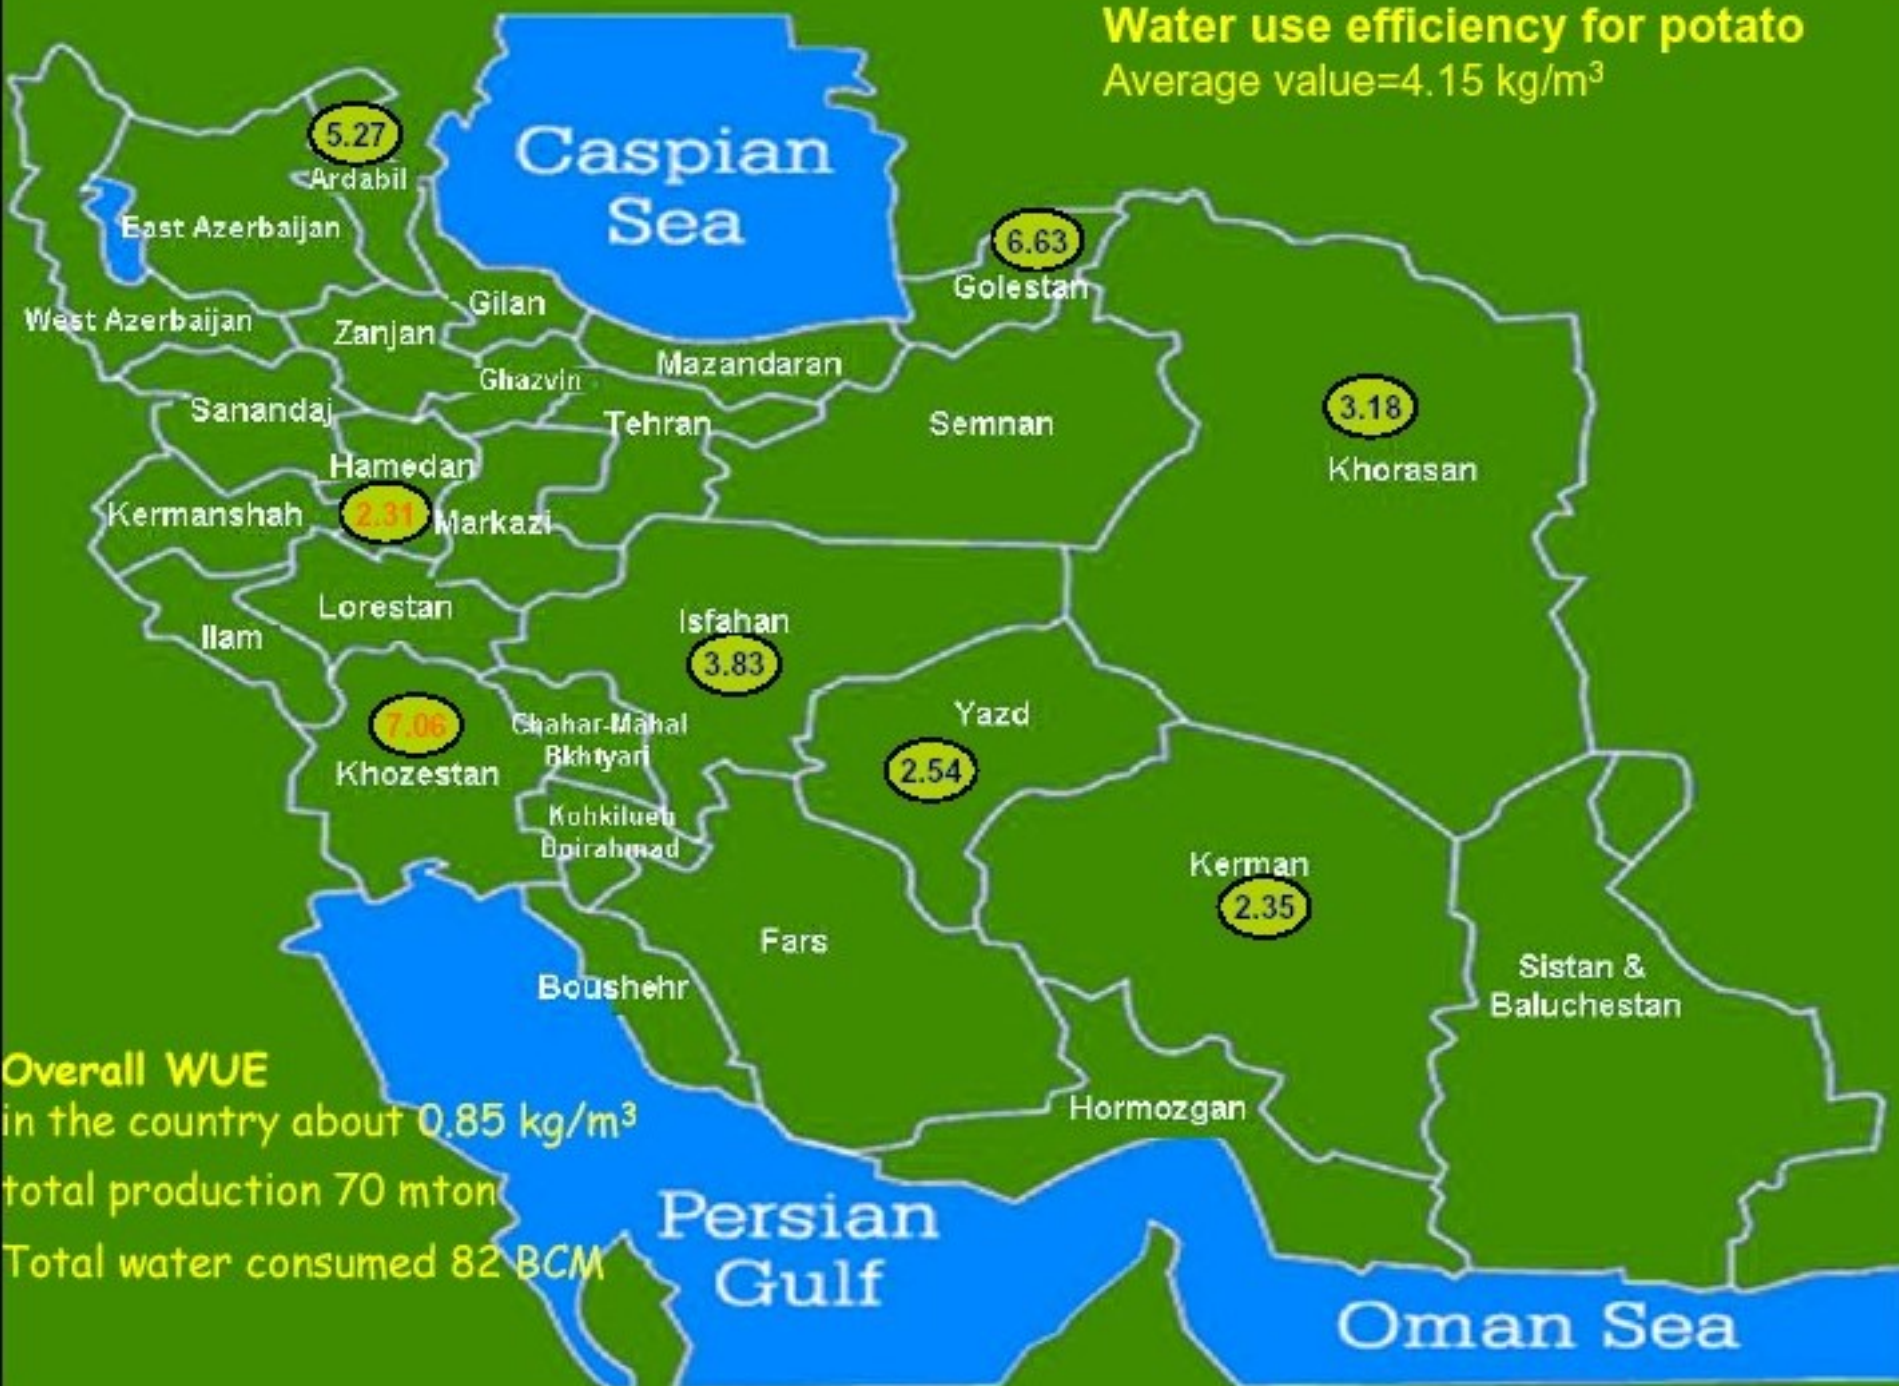 Water use efficiency for potato
Average value=4.15 kg/m³
Caspian
Sea
5.27
Ardabil
East Azerbaijan
6.63
Golestan
Gilan
West Azerbaijan
Zanjan
Mazandaran
Ghazvin
3.18
Sanandaj
Tehran
Semnan
Hamedan
Khorasan
Kermanshah
2.31
Markazi
Lorestan
Isfahan
Ilam
3.83
7.06
Chahar-Mahal
Bkhtyari
Yazd
Khozestan
2.54
Kohkilueh
Boirahmad
Kerman
2.35
Fars
Sistan &
Baluchestan
Boushehr
Overall WUE
in the country about 0.85 kg/m³
Hormozgan
total production 70 mton
Total water consumed 82 BCM
Persian
Gulf
Oman Sea